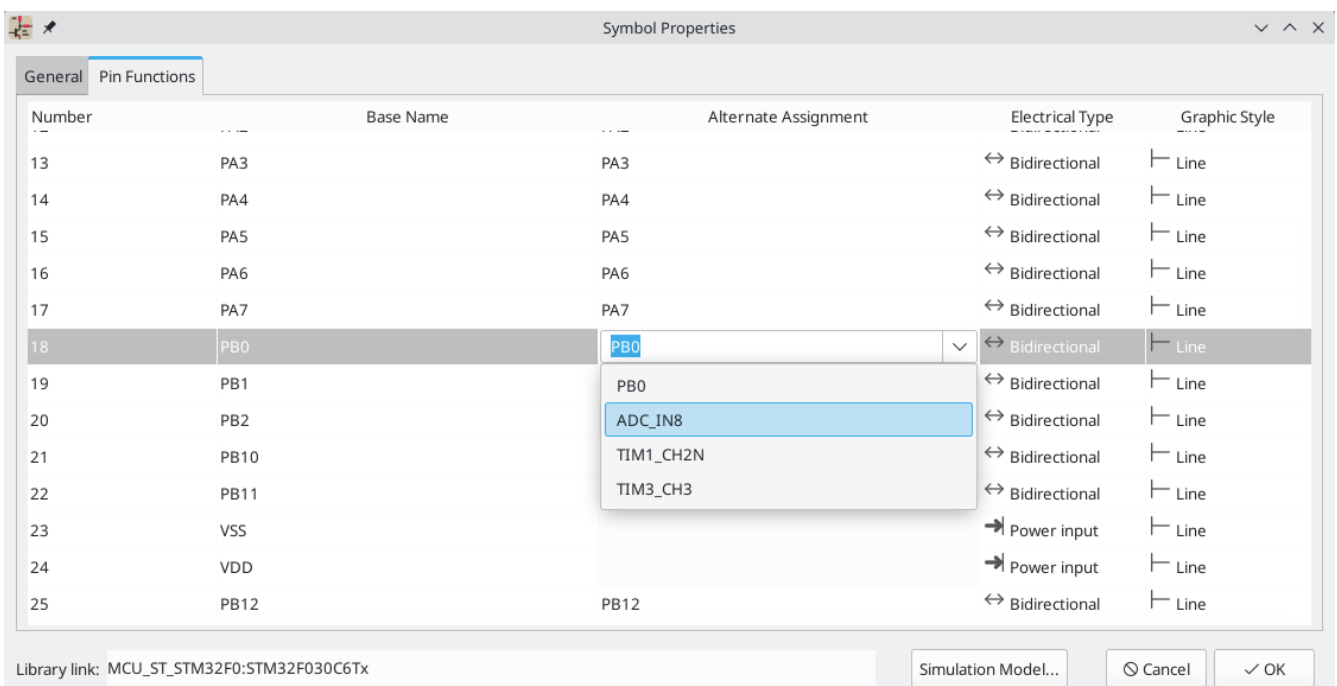 Symbol Properties
General Pin Functions
Number Base Name Alternate Assignment Electrical Type Graphic Style
13 PA3 PA3 Bidirectional Line
14 PA4 PA4 Bidirectional Line
15 PA5 PA5 Bidirectional Line
16 PA6 PA6 Bidirectional Line
17 PA7 PA7 Bidirectional Line
18 PB0 PB0 Bidirectional Line
19 PB1 PB0 Bidirectional Line
20 PB2 ADC_IN8 Bidirectional Line
21 PB10 TIM1_CH2N Bidirectional Line
22 PB11 TIM3_CH3 Bidirectional Line
23 VSS Power input Line
24 VDD Power input Line
25 PB12 PB12 Bidirectional Line
Library link: MCU_ST_STM32F0:STM32F030C6Tx Simulation Model... Cancel OK